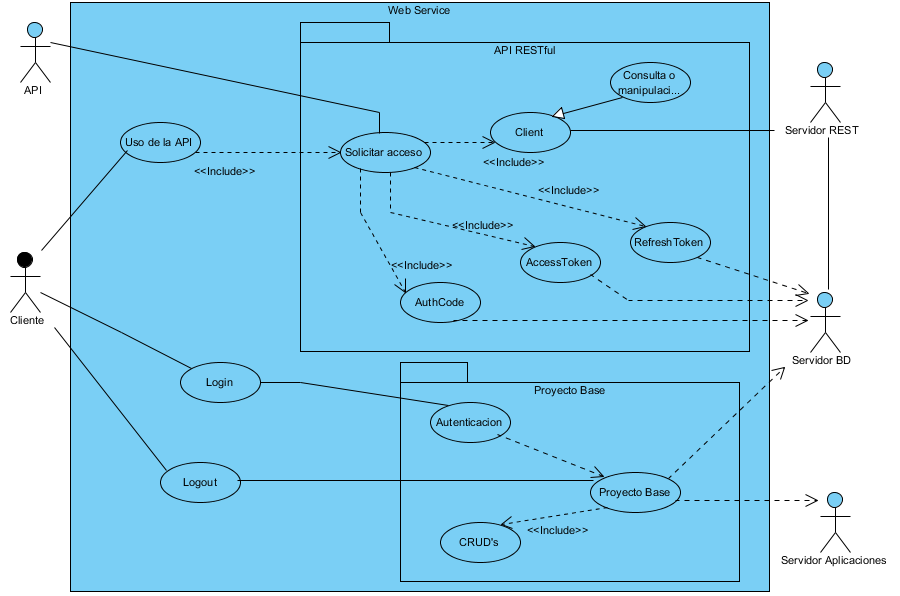 Web Service
API
API RESTful
Consulta o
manipulaci...
Servidor REST
Client
Uso de la API
Solicitar acceso
<<Include>>
<<Include>>
<<Include>>
<<Include>>
RefreshToken
AccessToken
<<Include>>
AuthCode
Cliente
Servidor BD
Login
Proyecto Base
Autenticacion
Logout
Proyecto Base
<<Include>>
CRUD's
Servidor Aplicaciones